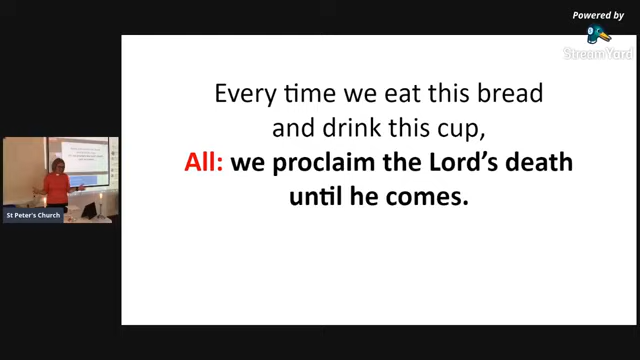 Powered by
StreamYard
Every time we eat this bread
and drink this cup,
All: we proclaim the Lord's death
until he comes.
St Peter's Church